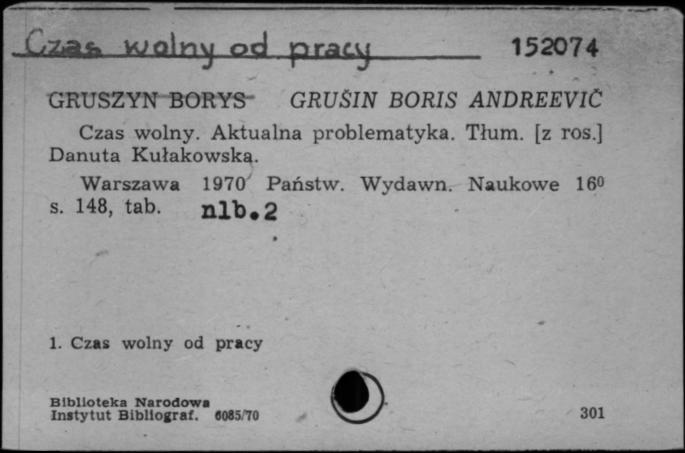 Czas wolny od pracy 152074
GRUSZYN BORYS GRUŠIN BORIS ANDREEVIČ
Czas wolny. Aktualna problematyka. Tłum. [z ros.]
Danuta Kułakowska.
Warszawa 1970 Państw. Wydawn. Naukowe 16⁰
s. 148, tab. nlb.2
1. Czas wolny od pracy
Biblioteka Narodowa
Instytut Bibliograf. 6085/70 301